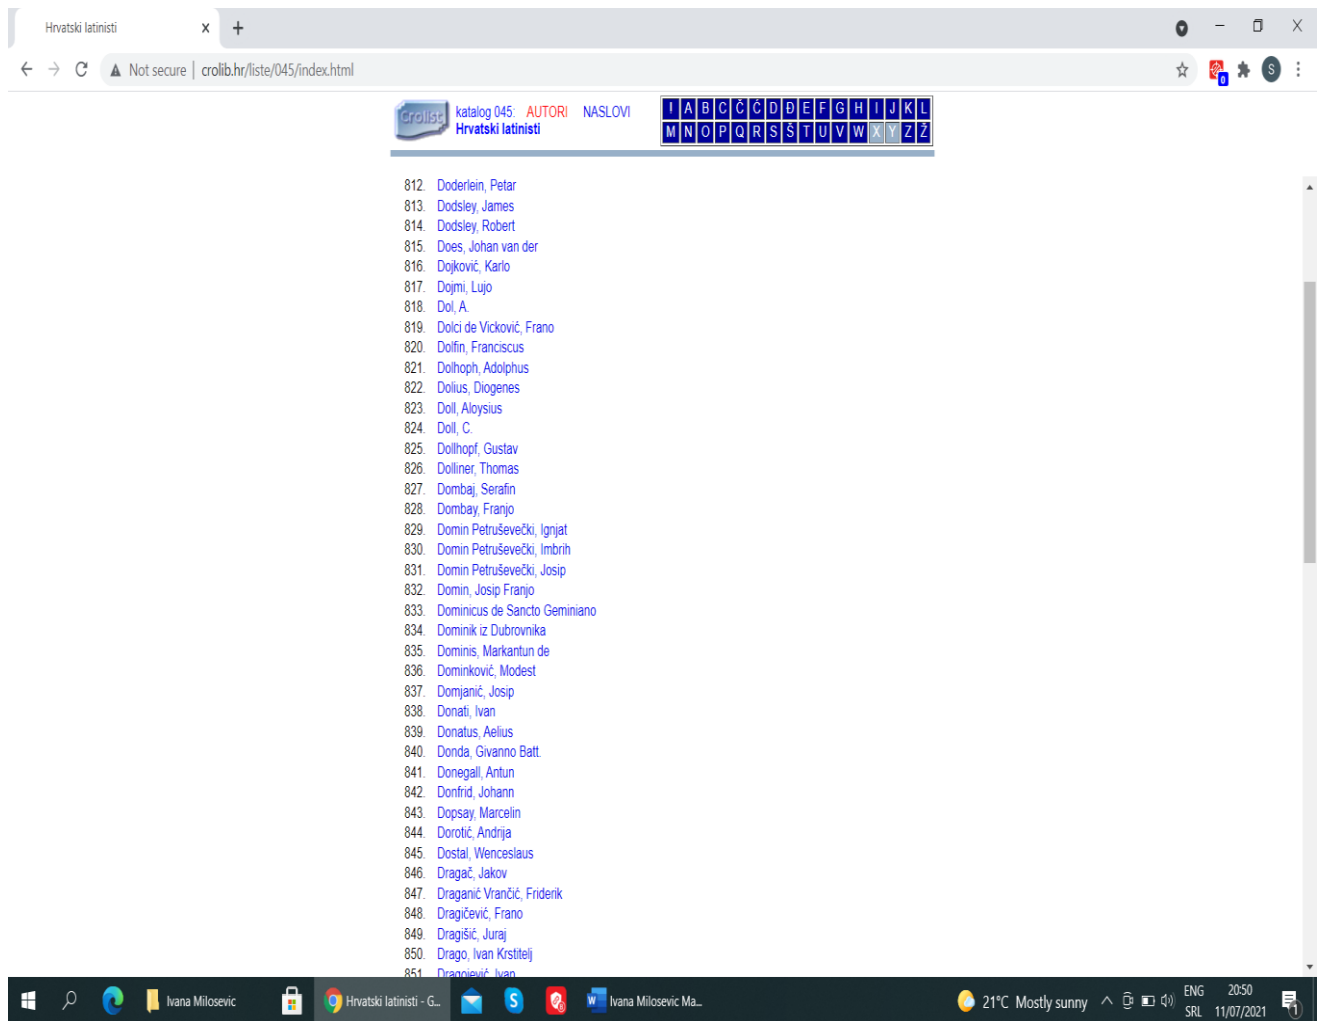 Hrvatski latinisti
Not secure | crolib.hr/liste/045/index.html
S
0
Crolist
katalog 045: AUTORI NASLOVI
Hrvatski latinisti
! A B C Č Ć D Đ E F G H I J K L
M N O P Q R S Š T U V W X Y Z Ž
812. Doderlein, Petar
813. Dodsley, James
814. Dodsley, Robert
815. Does, Johan van der
816. Dojković, Karlo
817. Dojmi, Lujo
818. Dol, A.
819. Dolci de Vicković, Frano
820. Dolfin, Franciscus
821. Dolhoph, Adolphus
822. Dolius, Diogenes
823. Doll, Aloysius
824. Doll, C.
825. Dollhopf, Gustav
826. Dolliner, Thomas
827. Dombaj, Serafin
828. Dombay, Franjo
829. Domin Petruševečki, Ignjat
830. Domin Petruševečki, Imbrih
831. Domin Petruševečki, Josip
832. Domin, Josip Franjo
833. Dominicus de Sancto Geminiano
834. Dominik iz Dubrovnika
835. Dominis, Markantun de
836. Dominković, Modest
837. Domjanić, Josip
838. Donati, Ivan
839. Donatus, Aelius
840. Donda, Givanno Batt.
841. Donegall, Antun
842. Donfrid, Johann
843. Dopsay, Marcelin
844. Dorotić, Andrija
845. Dostal, Wenceslaus
846. Dragač, Jakov
847. Draganić Vrančić, Friderik
848. Dragičević, Frano
849. Dragišić, Juraj
850. Drago, Ivan Krstitelj
851. Dragojević, Ivan
Ivana Milosevic
Hrvatski latinisti - G...
S
W
Ivana Milosevic Ma...
21°C Mostly sunny
ENG
SRL
20:50
11/07/2021
1